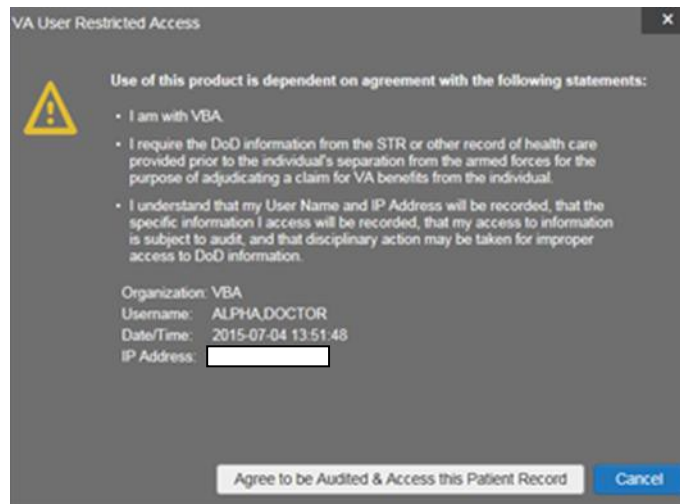 VA User Restricted Access
x
Use of this product is dependent on agreement with the following statements:
• I am with VBA.
• I require the DoD information from the STR or other record of health care
provided prior to the individual's separation from the armed forces for the
purpose of adjudicating a claim for VA benefits from the individual.
• I understand that my User Name and IP Address will be recorded, that the
specific information I access will be recorded, that my access to information
is subject to audit, and that disciplinary action may be taken for improper
access to DoD information.
Organization: VBA
Username: ALPHA,DOCTOR
Date/Time: 2015-07-04 13:51:48
IP Address:
Agree to be Audited & Access this Patient Record
Cancel